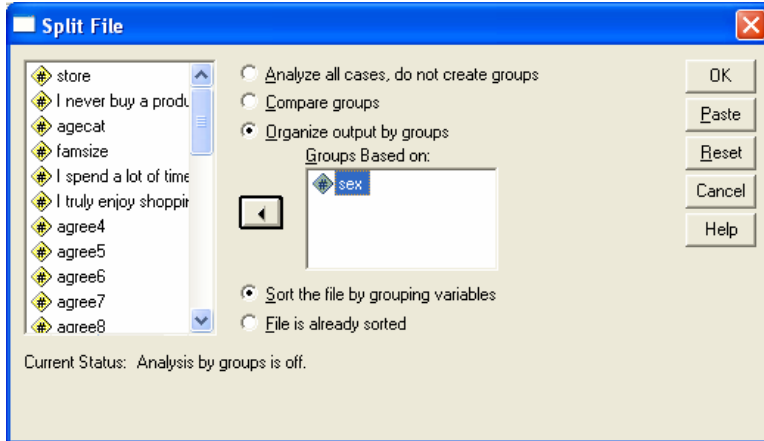 Split File
store
I never buy a produ
agecat
famsize
I spend a lot of time
I truly enjoy shoppin
agree4
agree5
agree6
agree7
agree8
Analyze all cases, do not create groups
Compare groups
Organize output by groups
Groups Based on:
sex
Sort the file by grouping variables
File is already sorted
OK
Paste
Reset
Cancel
Help
Current Status: Analysis by groups is off.